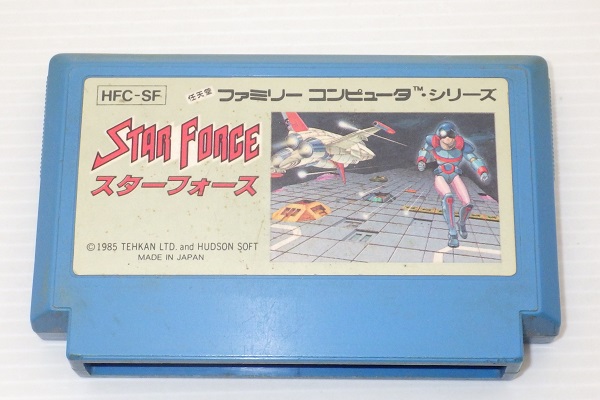 HFC-SF 任天堂 ファミリー コンピュータ™・シリーズ
STAR FORCE
スターフォース
©1985 TEHKAN LTD. and HUDSON SOFT
MADE IN JAPAN